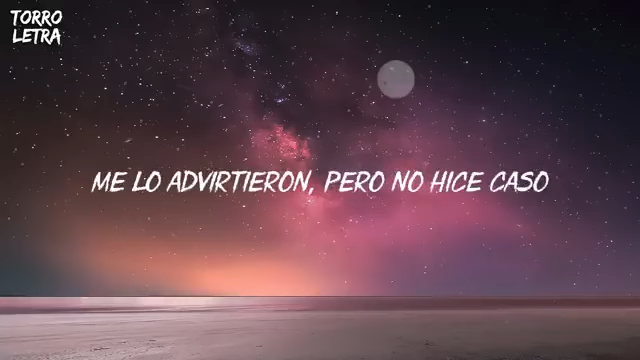 TORRO
LETRA
ME LO ADVIRTIERON, PERO NO HICE CASO